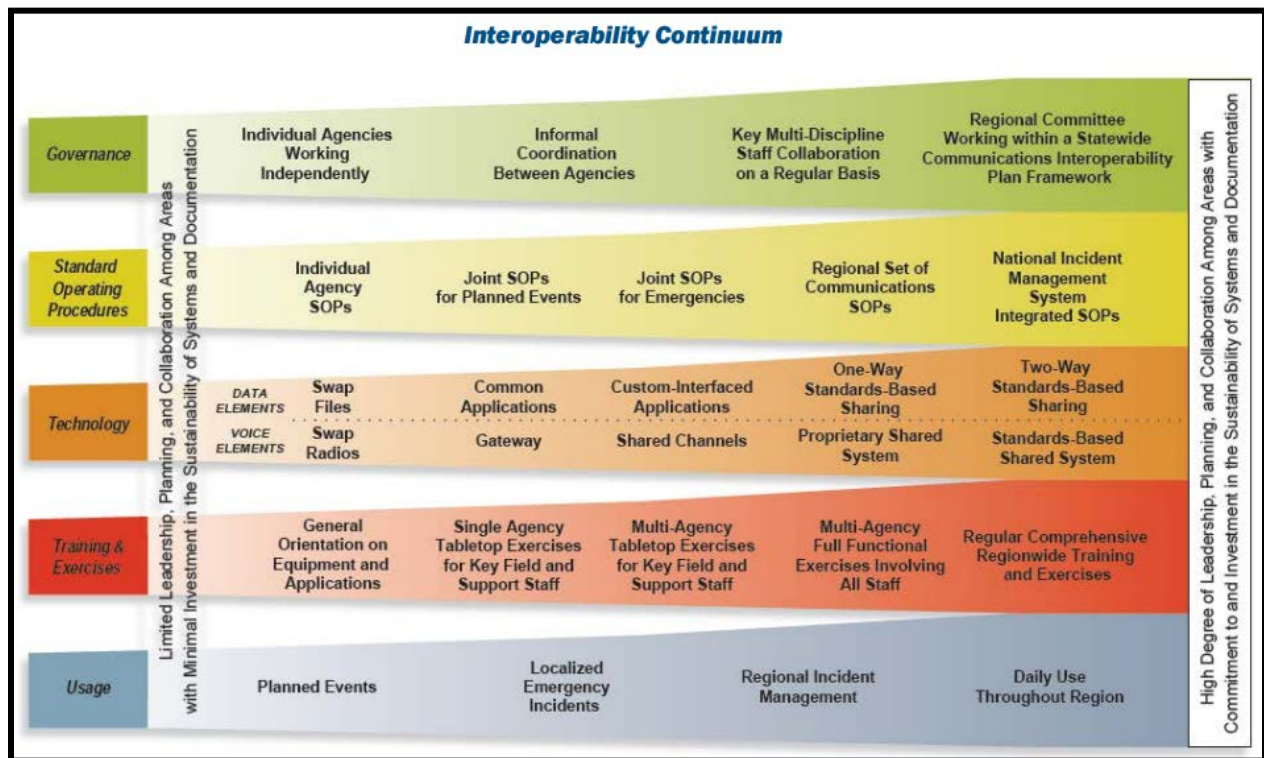 Interoperability Continuum
Limited Leadership, Planning, and Collaboration Among Areas
with Minimal Investment in the Sustainability of Systems and Documentation
Governance
Individual Agencies
Working
Independently
Informal
Coordination
Between Agencies
Key Multi-Discipline
Staff Collaboration
on a Regular Basis
Regional Committee
Working within a Statewide
Communications Interoperability
Plan Framework
Standard
Operating
Procedures
Individual
Agency
SOPs
Joint SOPs
for Planned Events
Joint SOPs
for Emergencies
Regional Set of
Communications
SOPs
National Incident
Management
System
Integrated SOPs
Technology
DATA
ELEMENTS
Swap
Files
Common
Applications
Custom-Interfaced
Applications
One-Way
Standards-Based
Sharing
Two-Way
Standards-Based
Sharing
VOICE
ELEMENTS
Swap
Radios
Gateway
Shared Channels
Proprietary Shared
System
Standards-Based
Shared System
Training &
Exercises
General
Orientation on
Equipment and
Applications
Single Agency
Tabletop Exercises
for Key Field and
Support Staff
Multi-Agency
Tabletop Exercises
for Key Field and
Support Staff
Multi-Agency
Full Functional
Exercises Involving
All Staff
Regular Comprehensive
Regionwide Training
and Exercises
Usage
Planned Events
Localized
Emergency
Incidents
Regional Incident
Management
Daily Use
Throughout Region
High Degree of Leadership, Planning, and Collaboration Among Areas with
Commitment to and Investment in the Sustainability of Systems and Documentation